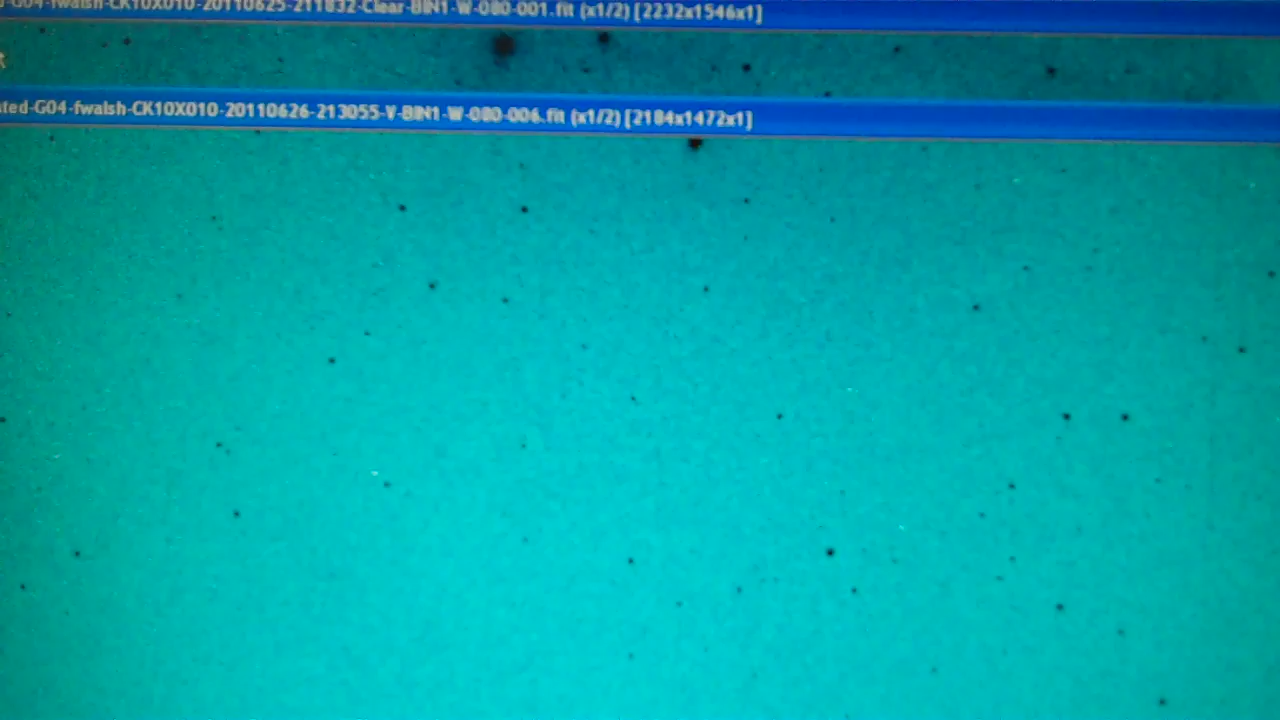 G04-fwalsh-CK10X010-20110625-211832-Clear-BIN1-W-080-001.fit (x1/2) [2232x1546x1]
ated-G04-fwalsh-CK10X010-20110626-213055-V-BIN1-W-080-006.fit (x1/2) [2184x1472x1]